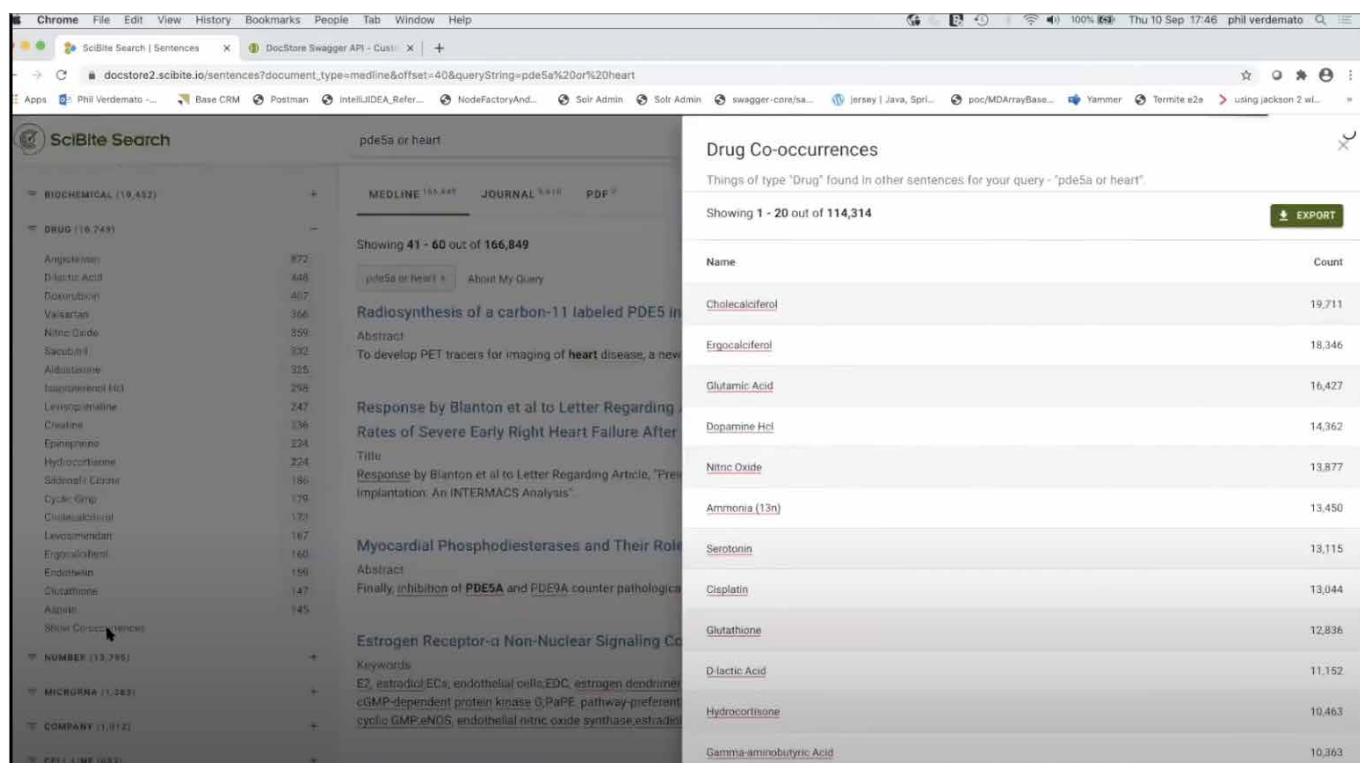 Chrome File Edit View History Bookmarks People Tab Window Help 100% Thu 10 Sep 17:46 phil verdemato
SciBite Search | Sentences DocStore Swagger API - Cust
docstore2.scibite.io/sentences?document_type=medline&offset=40&queryString=pde5a%20or%20heart
Apps Phil Verdemato -... Base CRM Postman IntelliJIDEA_Refer... NodeFactoryAnd... Solr Admin Solr Admin swagger-core/sa... jersey | Java, Spri... poc/MDArrayBase... Yammer Termite e2e using jackson 2 wi... »
SciBite Search
pde5a or heart
BIOCHEMICAL (19,452) +
DRUG (16,749) −
Angiotensin 872
D-lactic Acid 448
Doxorubicin 407
Valsartan 366
Nitric Oxide 359
Sacubitril 332
Aldosterone 325
Isoproterenol Hcl 298
Levoisoprenaline 247
Creatine 236
Epinephrine 224
Hydrocortisone 224
Sildenafil Citrate 186
Cyclic Gmp 179
Cholecalciferol 173
Levosimendan 167
Ergocalciferol 160
Endothelin 159
Glutathione 147
Aspirin 145
Show Co-occurrences
NUMBER (13,795) +
MICRORNA (1,383) +
COMPANY (1,012) +
CELL LINE
MEDLINE JOURNAL PDF
Showing 41 - 60 out of 166,849
pde5a or heart x About My Query
Radiosynthesis of a carbon-11 labeled PDE5 in
Abstract
To develop PET tracers for imaging of heart disease, a new
Response by Blanton et al to Letter Regarding
Rates of Severe Early Right Heart Failure After
Title
Response by Blanton et al to Letter Regarding Article, "Prei
Implantation: An INTERMACS Analysis".
Myocardial Phosphodiesterases and Their Role
Abstract
Finally, inhibition of PDE5A and PDE9A counter pathologica
Estrogen Receptor-α Non-Nuclear Signaling Co
Keywords
E2, estradiol;ECs, endothelial cells;EDC, estrogen dendrimer
cGMP-dependent protein kinase G;PaPE, pathway-preferent
cyclic GMP;eNOS, endothelial nitric oxide synthase;estradiol
Drug Co-occurrences
Things of type "Drug" found in other sentences for your query - "pde5a or heart".
Showing 1 - 20 out of 114,314
EXPORT
Name Count
Cholecalciferol 19,711
Ergocalciferol 18,346
Glutamic Acid 16,427
Dopamine Hcl 14,362
Nitric Oxide 13,877
Ammonia (13n) 13,450
Serotonin 13,115
Cisplatin 13,044
Glutathione 12,836
D-lactic Acid 11,152
Hydrocortisone 10,463
Gamma-aminobutyric Acid 10,363